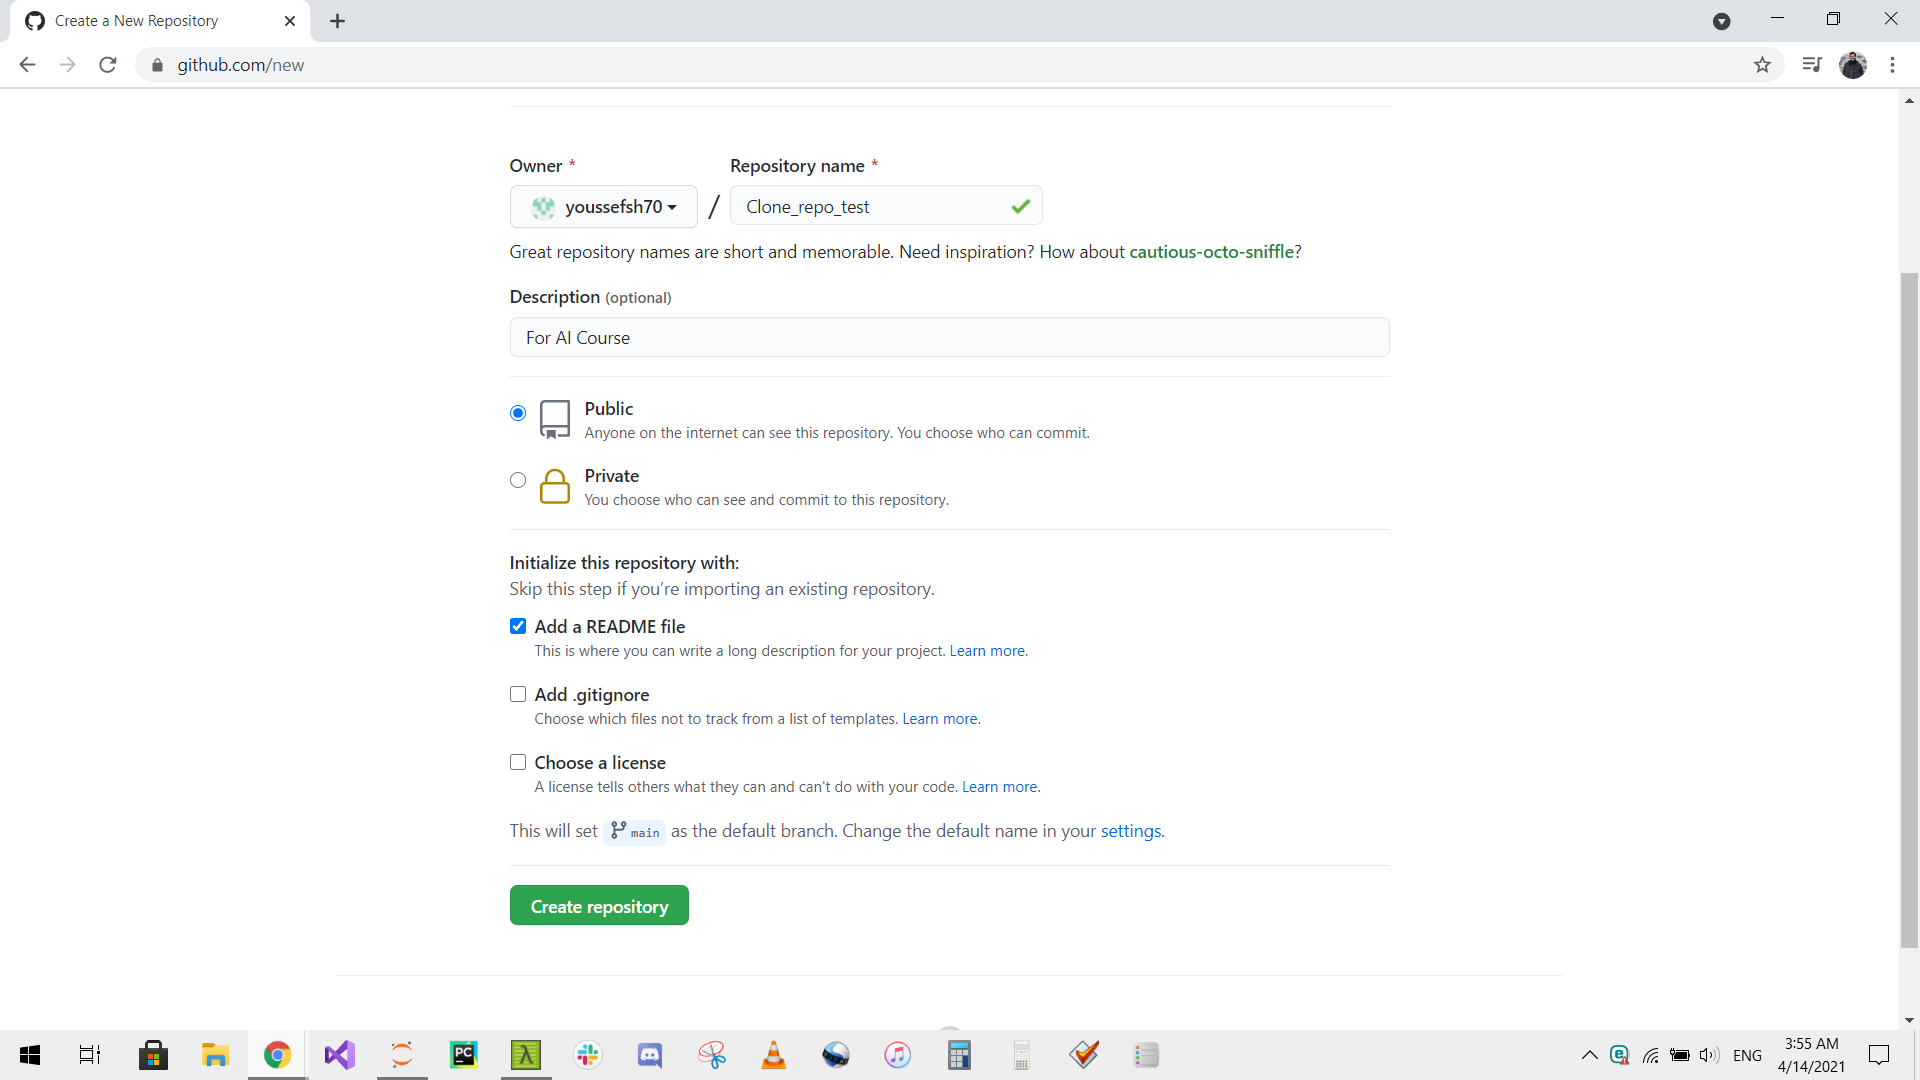 Create a New Repository
github.com/new
Owner *
Repository name *
youssefsh70
/
Clone_repo_test
Great repository names are short and memorable. Need inspiration? How about cautious-octo-sniffle?
Description (optional)
For AI Course
Public
Anyone on the internet can see this repository. You choose who can commit.
Private
You choose who can see and commit to this repository.
Initialize this repository with:
Skip this step if you’re importing an existing repository.
Add a README file
This is where you can write a long description for your project. Learn more.
Add .gitignore
Choose which files not to track from a list of templates. Learn more.
Choose a license
A license tells others what they can and can't do with your code. Learn more.
This will set main as the default branch. Change the default name in your settings.
Create repository
PC
λ
ENG
3:55 AM
4/14/2021